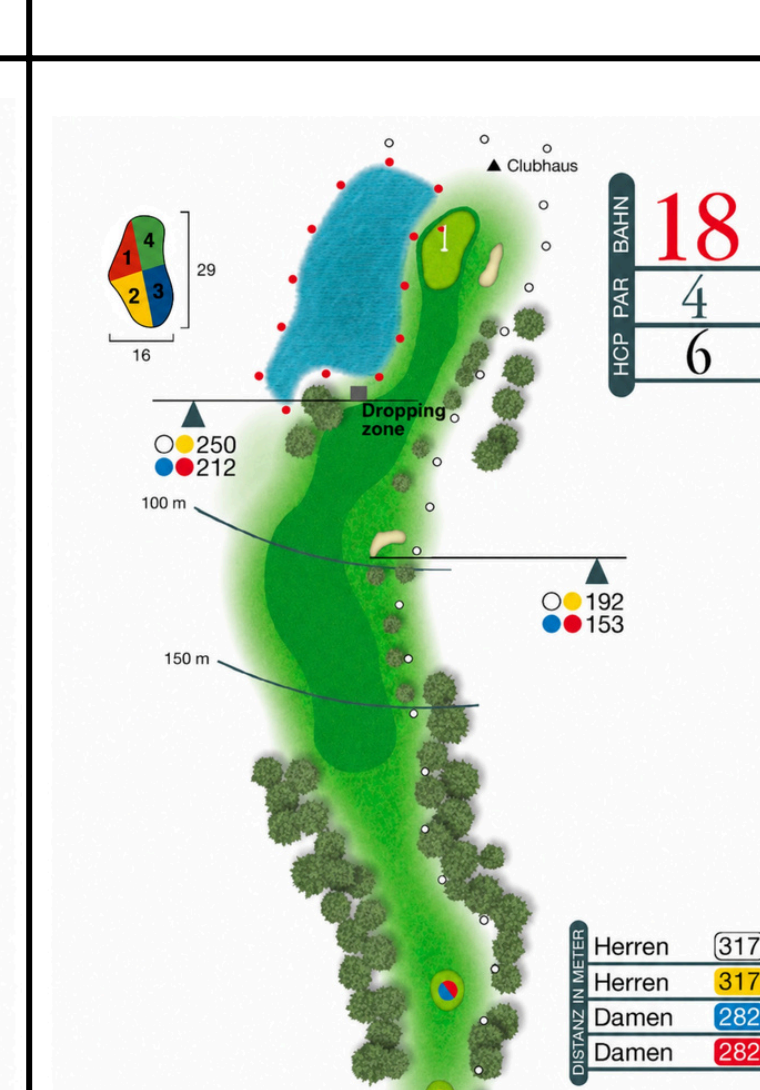 Clubhaus
BAHN 18
PAR 4
HCP 6
1
4
1
2
3
29
16
Dropping
zone
250
212
100 m
192
153
150 m
DISTANZ IN METER
Herren 317
Herren 317
Damen 282
Damen 282